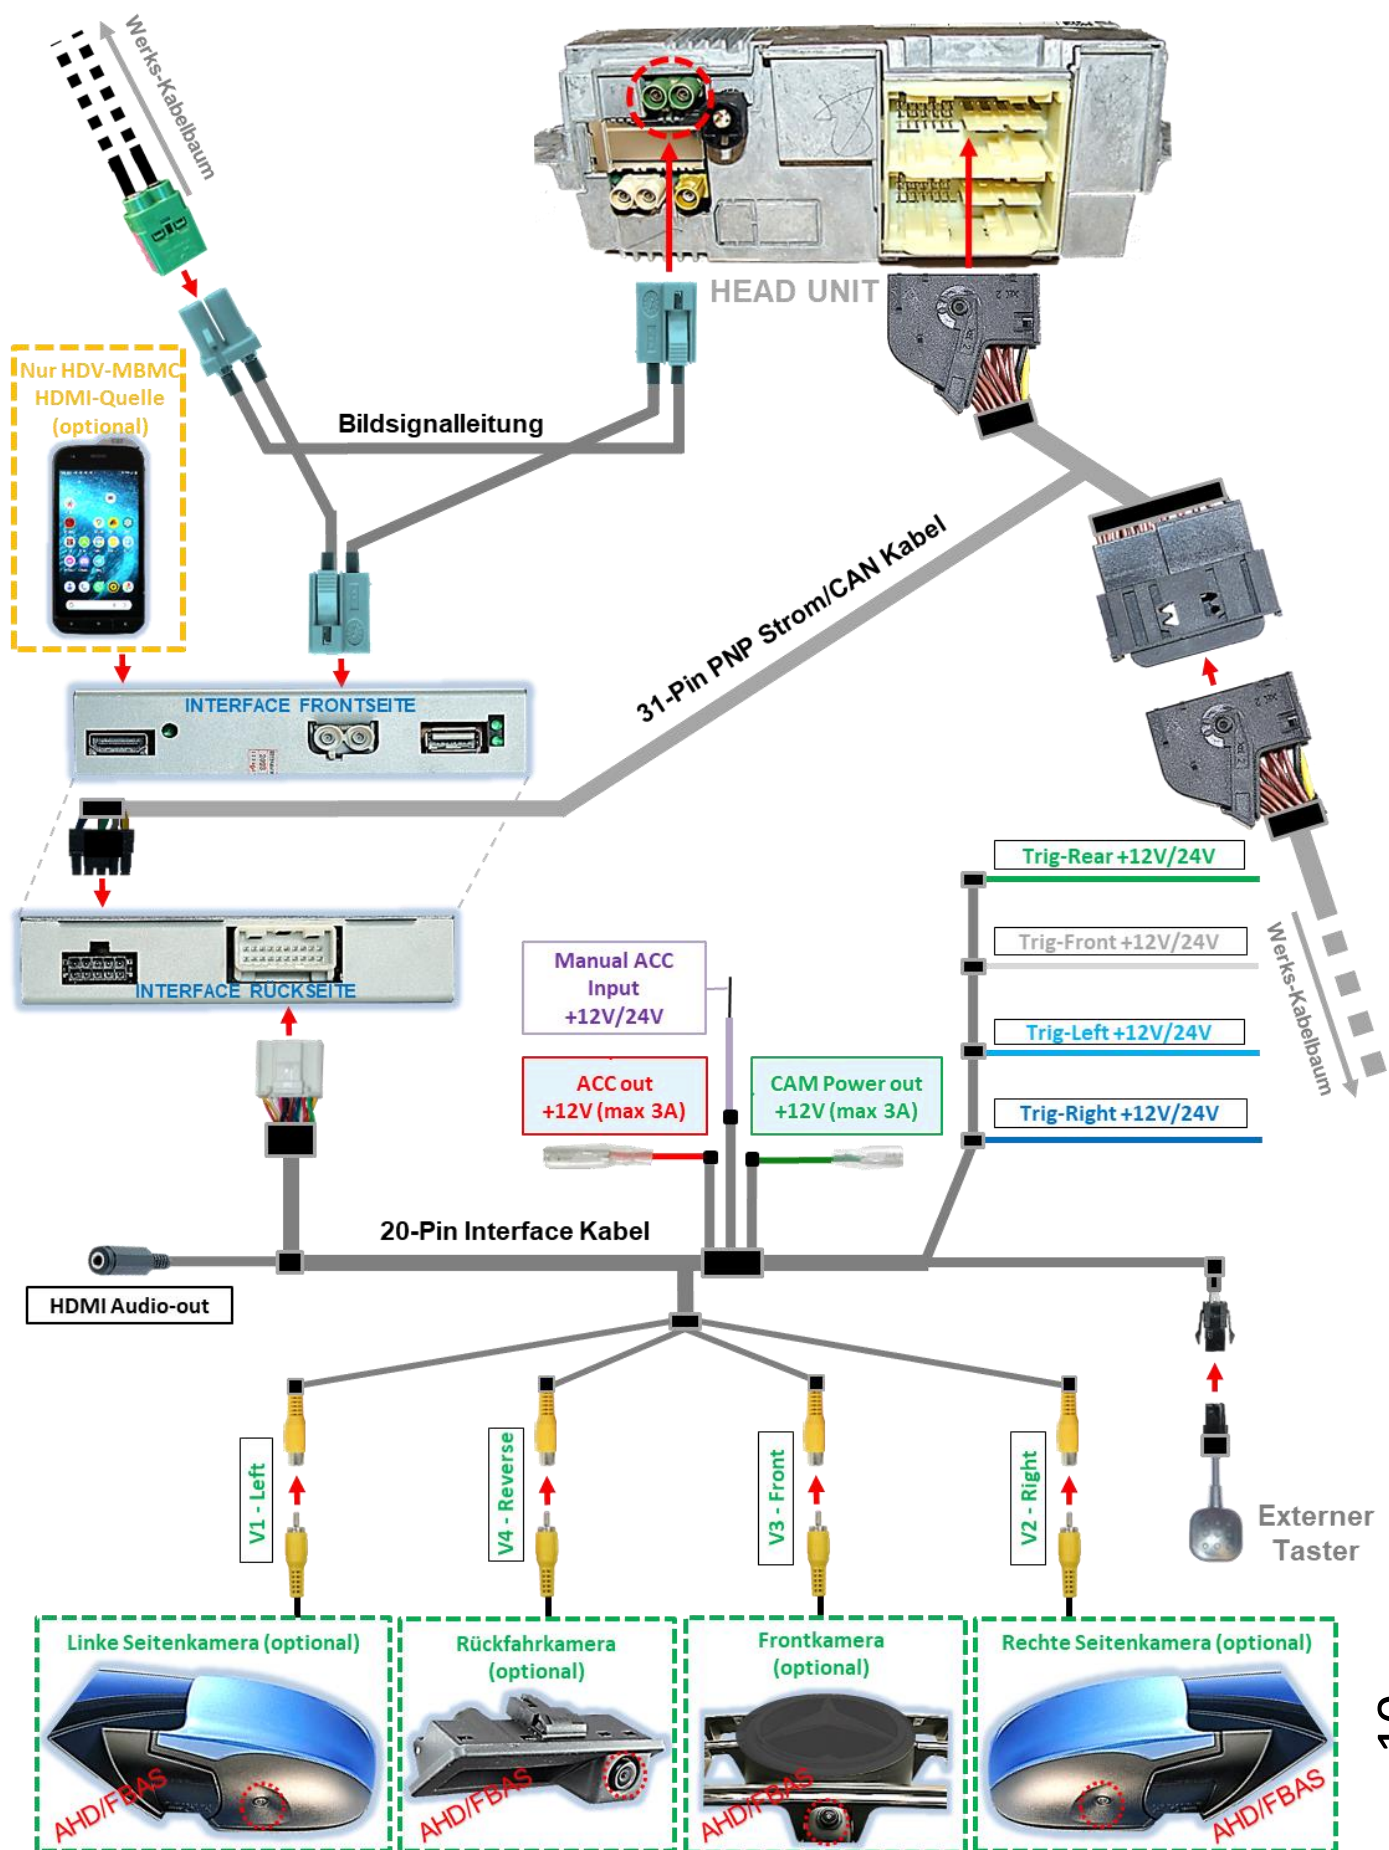 Werks-Kabelbaum
HEAD UNIT
Nur HDV-MBMC
HDMI-Quelle
(optional)
Bildsignalleitung
31-Pin PNP Strom/CAN Kabel
INTERFACE FRONTSEITE
INTERFACE RÜCKSEITE
Trig-Rear +12V/24V
Trig-Front +12V/24V
Trig-Left +12V/24V
Trig-Right +12V/24V
Werks-Kabelbaum
Manual ACC
Input
+12V/24V
ACC out
+12V (max 3A)
CAM Power out
+12V (max 3A)
20-Pin Interface Kabel
HDMI Audio-out
V1 - Left
V4 - Reverse
V3 - Front
V2 - Right
Externer
Taster
Linke Seitenkamera (optional)
AHD/FBAS
Rückfahrkamera
(optional)
AHD/FBAS
Frontkamera
(optional)
AHD/FBAS
Rechte Seitenkamera (optional)
AHD/FBAS